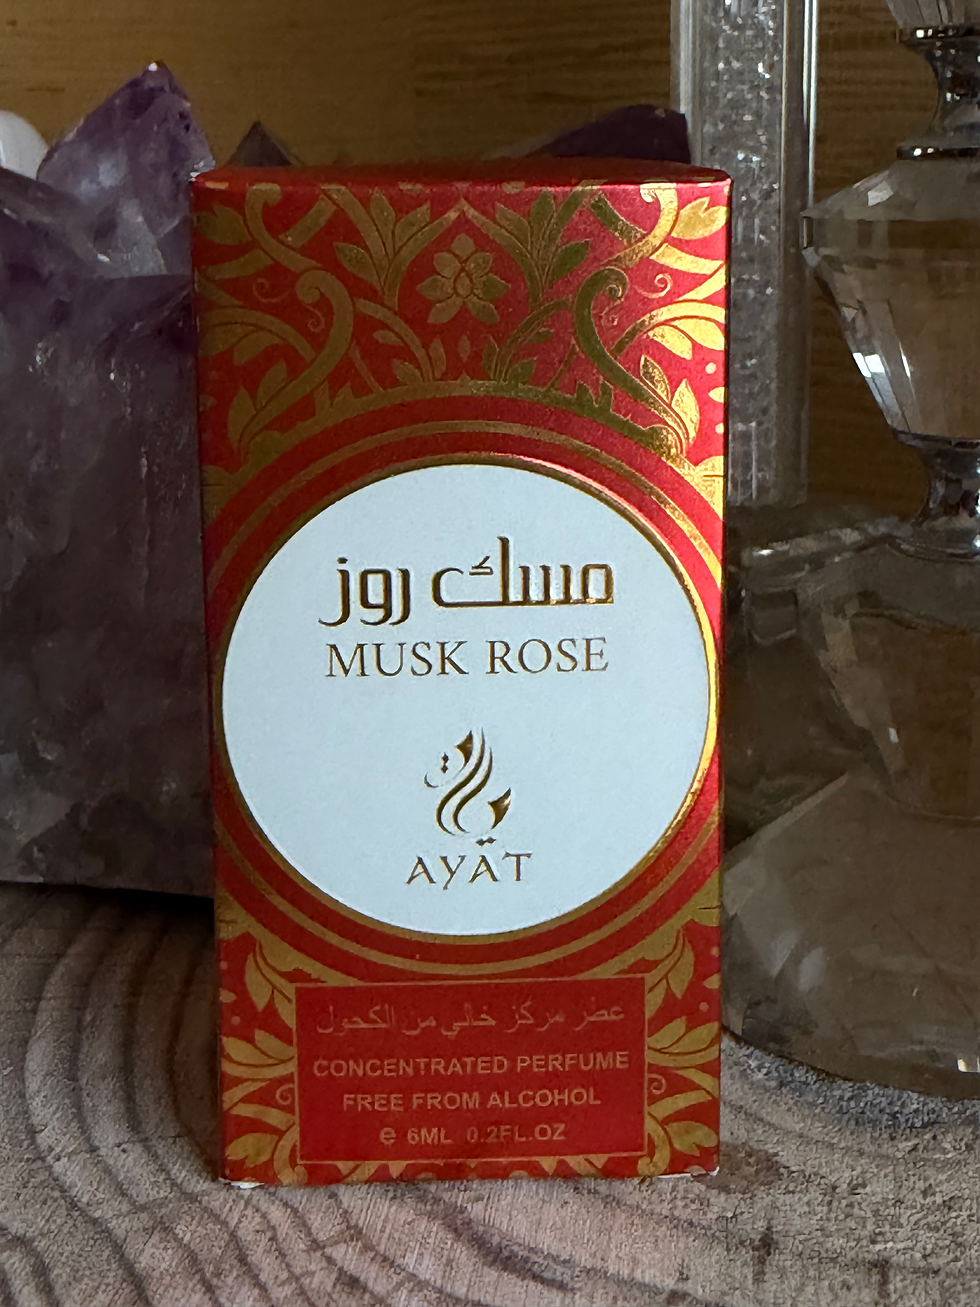 مسك روز
MUSK ROSE
AYAT
عطر مركز خالي من الكحول
CONCENTRATED PERFUME
FREE FROM ALCOHOL
e 6ML 0.2FL.OZ